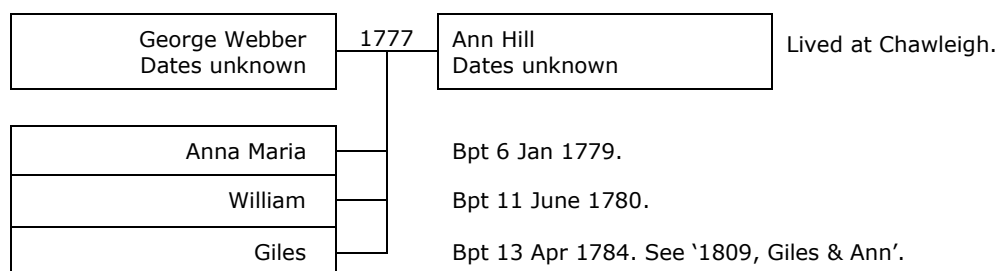 George Webber 1777 Ann Hill Lived at Chawleigh.
Dates unknown Dates unknown
Anna Maria Bpt 6 Jan 1779.
William Bpt 11 June 1780.
Giles Bpt 13 Apr 1784. See ‘1809, Giles & Ann’.